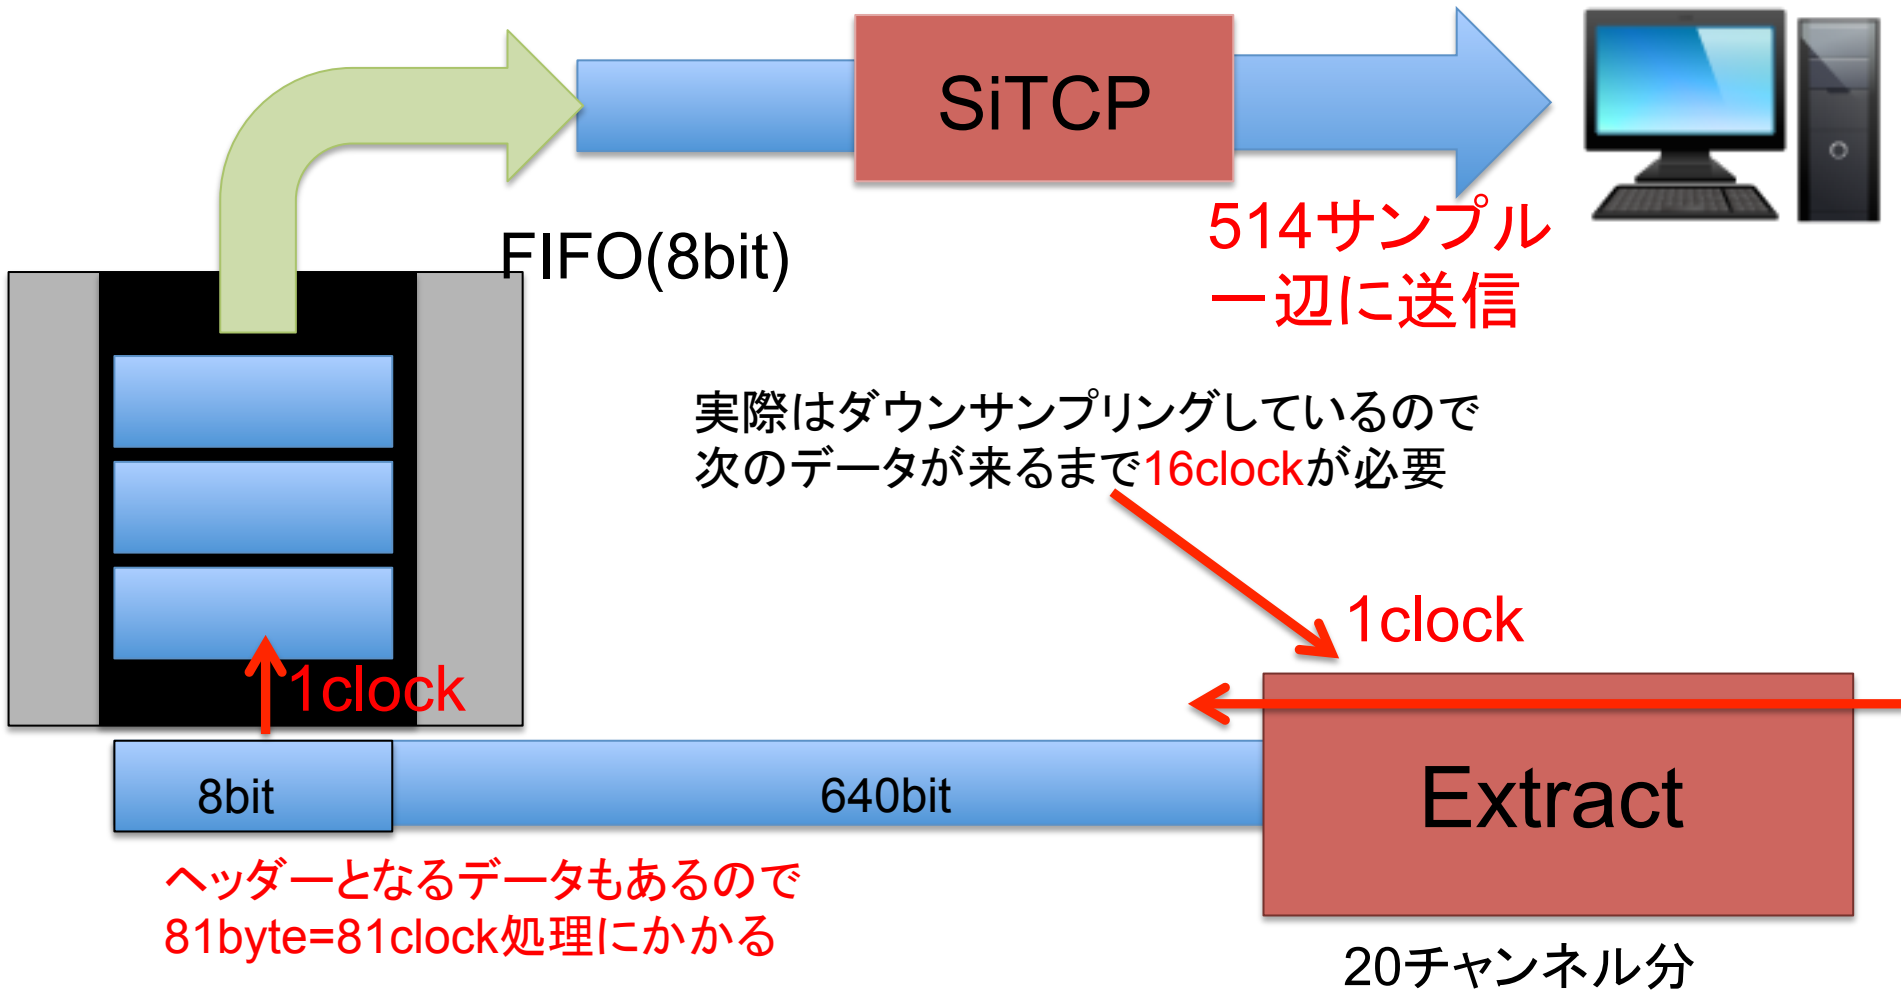 SiTCP
514サンプル
一辺に送信
FIFO(8bit)
実際はダウンサンプリングしているので
次のデータが来るまで16clockが必要
1clock
1clock
8bit
640bit
Extract
ヘッダーとなるデータもあるので
81byte=81clock処理にかかる
20チャンネル分